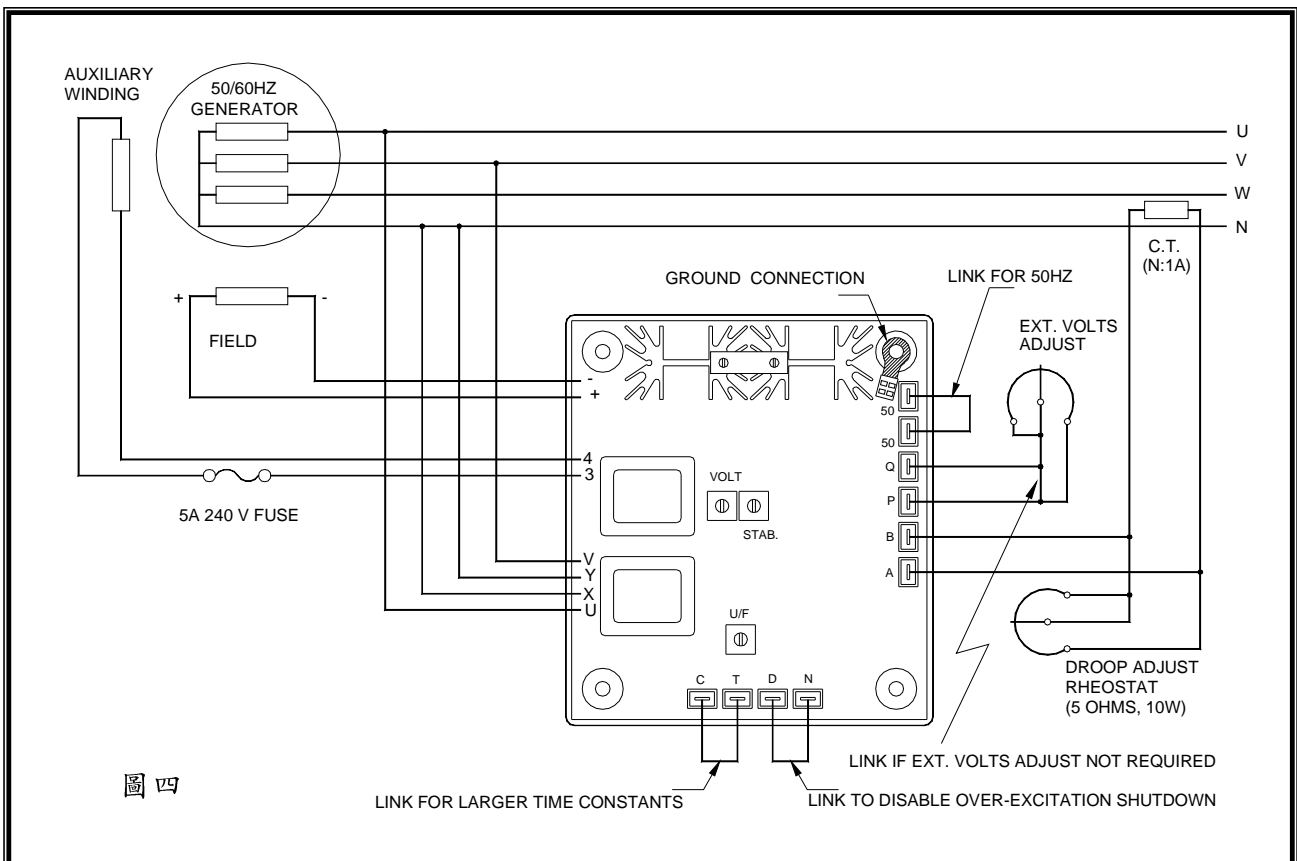 AUXILIARY
WINDING
50/60HZ
GENERATOR
U
V
W
N
C.T.
(N:1A)
GROUND CONNECTION
LINK FOR 50HZ
EXT. VOLTS
ADJUST
+
-
FIELD
-
+
50
50
4
3
Q
VOLT
P
5A 240 V FUSE
STAB.
B
V
Y
A
X
U
U/F
DROOP ADJUST
RHEOSTAT
(5 OHMS, 10W)
C
T
D
N
LINK IF EXT. VOLTS ADJUST NOT REQUIRED
圖四
LINK FOR LARGER TIME CONSTANTS
LINK TO DISABLE OVER-EXCITATION SHUTDOWN